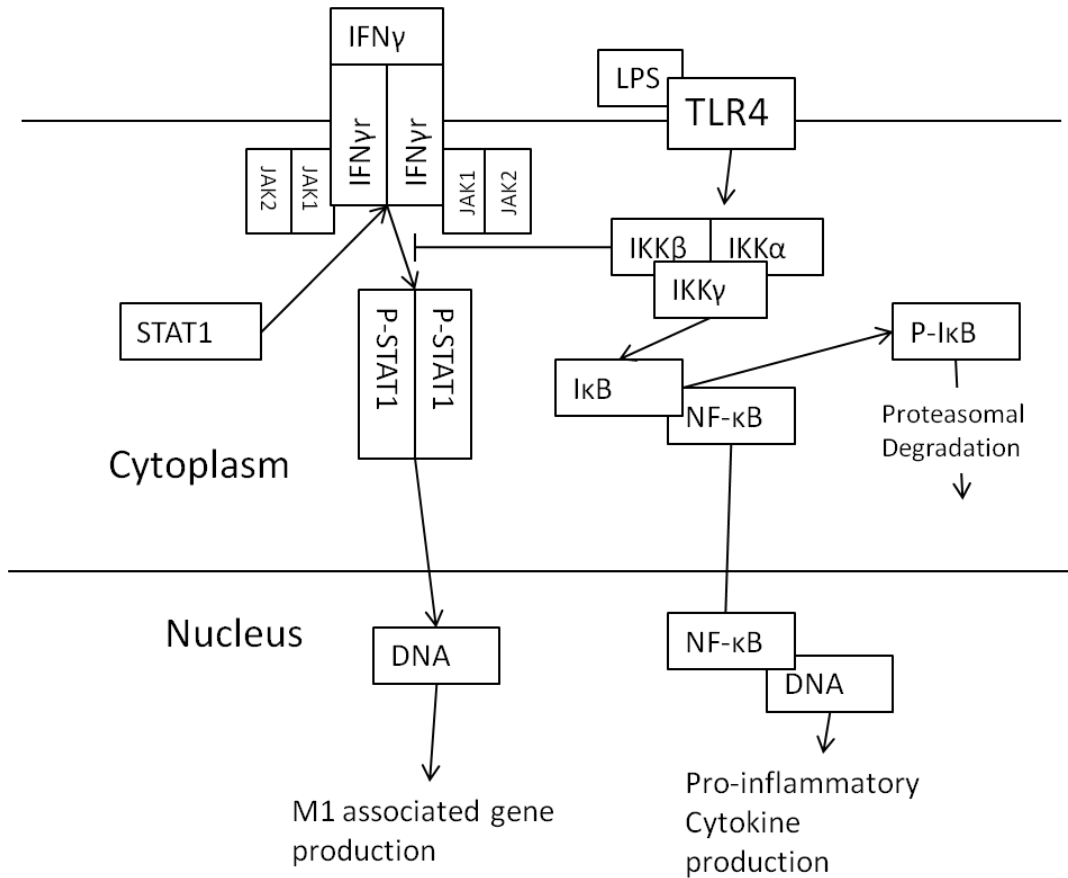 IFNγ
LPS
TLR4
IFNγr
IFNγr
JAK2
JAK1
JAK1
JAK2
IKKβ
IKKα
IKKγ
STAT1
P-STAT1
P-STAT1
P-IκB
IκB
NF-κB
Proteasomal
Degradation
Cytoplasm
Nucleus
DNA
NF-κB
DNA
M1 associated gene
production
Pro-inflammatory
Cytokine
production